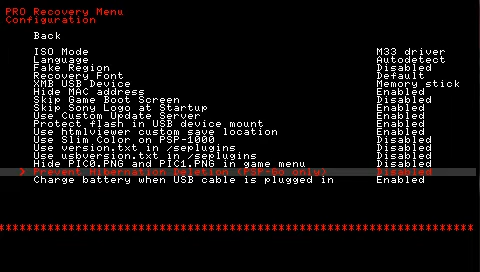 PRO Recovery Menu
Configuration
Back
ISO Mode M33 driver
Language Autodetect
Fake Region Disabled
Recovery Font Default
XMB USB Device Memory stick
Hide MAC address Enabled
Skip Game Boot Screen Disabled
Skip Sony Logo at Startup Enabled
Use Custom Update Server Enabled
Protect flash in USB device mount Enabled
Use htmlviewer custom save location Enabled
Use Slim Color on PSP-1000 Disabled
Use version.txt in /seplugins Disabled
Use usbversion.txt in /seplugins Disabled
Hide PIC0.PNG and PIC1.PNG in game menu Disabled
> Prevent Hibernation Deletion (PSP-Go only) Disabled
Charge battery when USB cable is plugged in Enabled
************************************************************